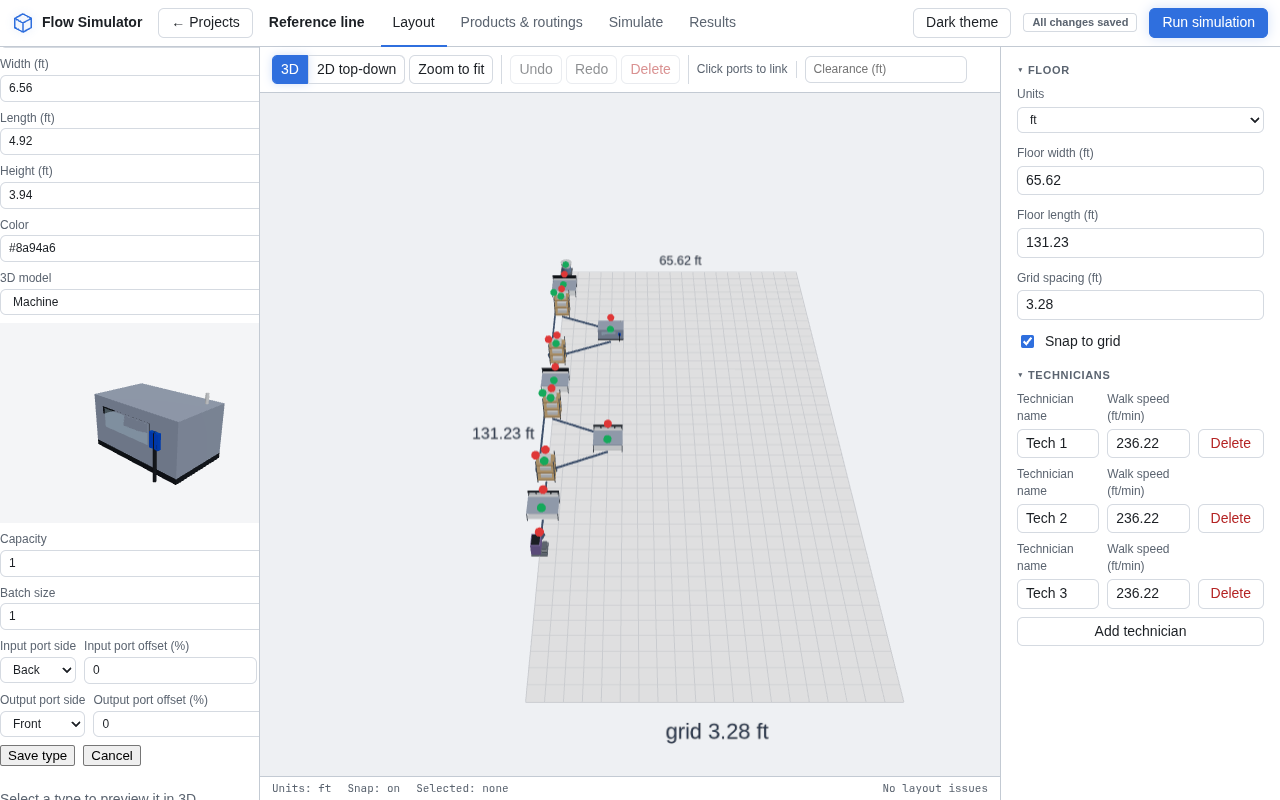 Flow Simulator
← Projects
Reference line
Layout
Products & routings
Simulate
Results
Dark theme
All changes saved
Run simulation
Width (ft)
6.56
Length (ft)
4.92
Height (ft)
3.94
Color
#8a94a6
3D model
Machine
Capacity
1
Batch size
1
Input port side
Input port offset (%)
Back
0
Output port side
Output port offset (%)
Front
0
Save type
Cancel
Select a type to preview it in 3D
3D
2D top-down
Zoom to fit
Undo
Redo
Delete
Click ports to link
Clearance (ft)
65.62 ft
131.23 ft
grid 3.28 ft
Units: ft
Snap: on
Selected: none
No layout issues
FLOOR
Units
ft
Floor width (ft)
65.62
Floor length (ft)
131.23
Grid spacing (ft)
3.28
Snap to grid
TECHNICIANS
Technician name
Walk speed (ft/min)
Tech 1
236.22
Delete
Technician name
Walk speed (ft/min)
Tech 2
236.22
Delete
Technician name
Walk speed (ft/min)
Tech 3
236.22
Delete
Add technician